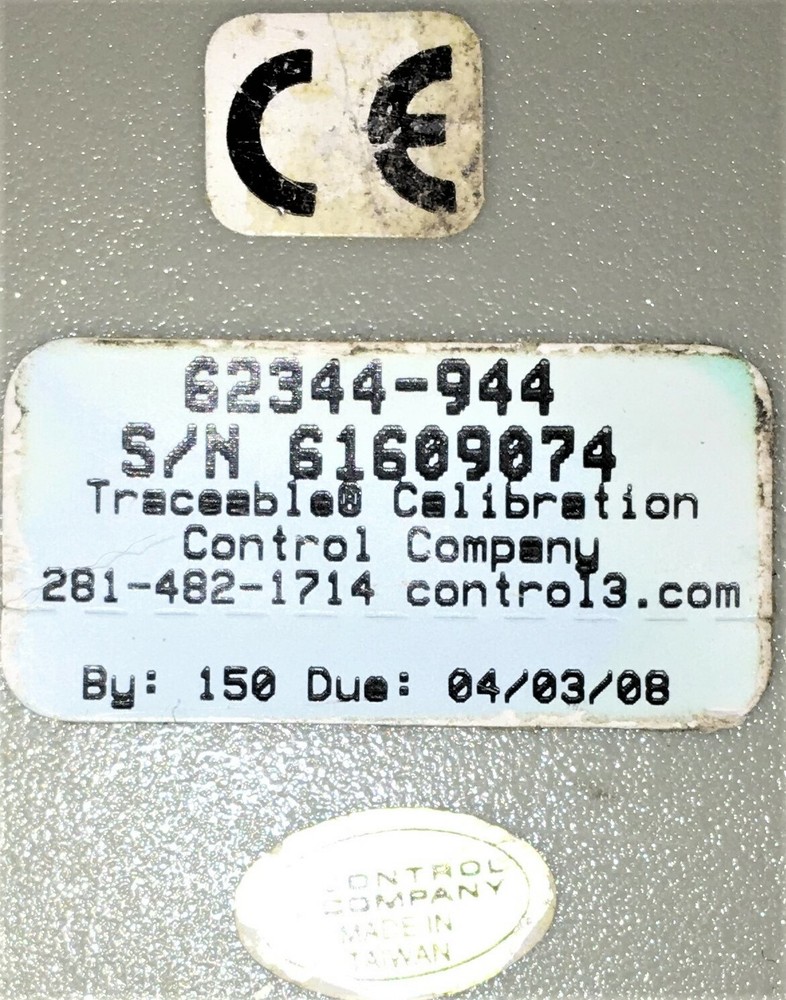 CE
62344-944
S/N 61609074
Traceable® Calibration
Control Company
281-482-1714 control3.com
By: 150 Due: 04/03/08
CONTROL
COMPANY
MADE IN
TAIWAN